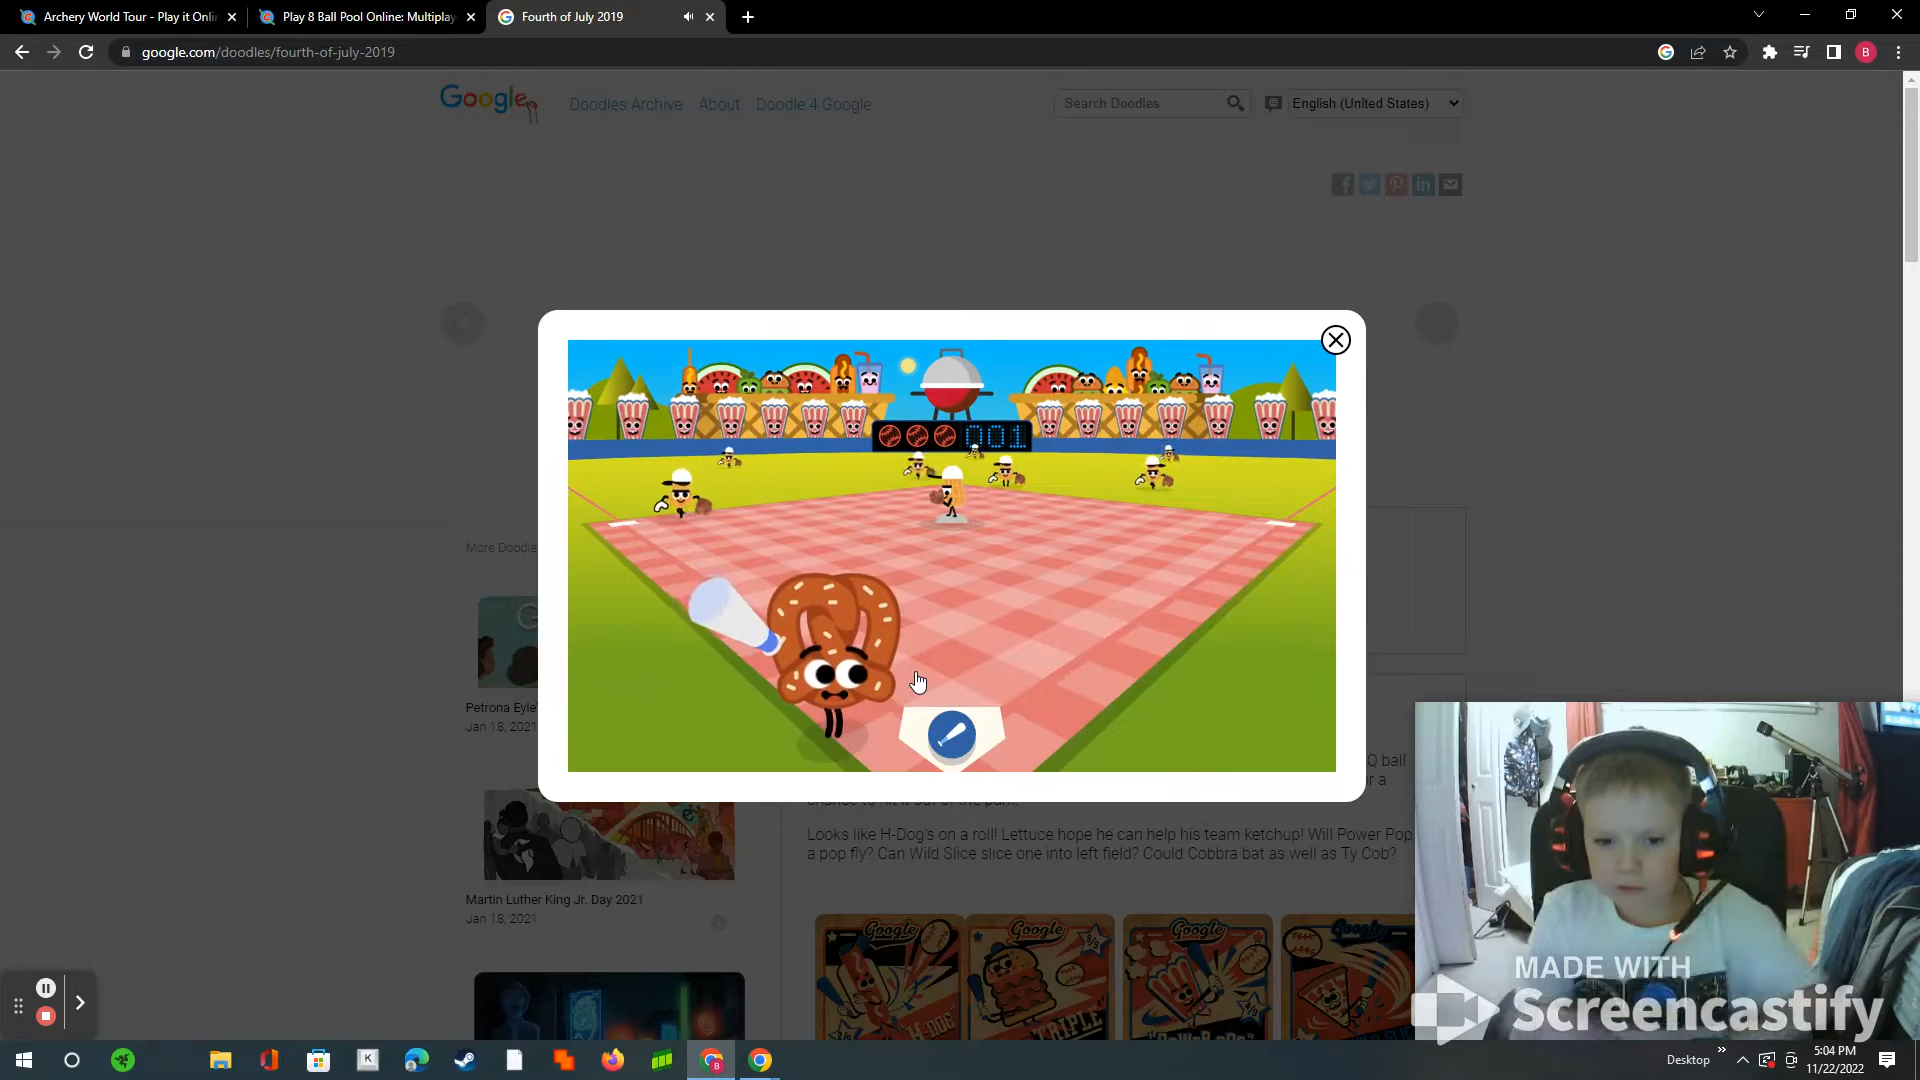 Archery World Tour - Play it Onli
Play 8 Ball Pool Online: Multiplay
Fourth of July 2019
google.com/doodles/fourth-of-july-2019
B
Google
Doodles Archive
About
Doodle 4 Google
Search Doodles
English (United States)
001
More Doodle
Petrona Eyle'
Jan 18, 2021
Q ball
or a
Looks like H-Dog's on a roll! Lettuce hope he can help his team ketchup! Will Power Pop
a pop fly? Can Wild Slice slice one into left field? Could Cobbra bat as well as Ty Cob?
Martin Luther King Jr. Day 2021
Jan 18, 2021
Google
Google
Google
Google
H-DOG
TRIPLE
MADE WITH
Screencastify
Desktop
5:04 PM
11/22/2022